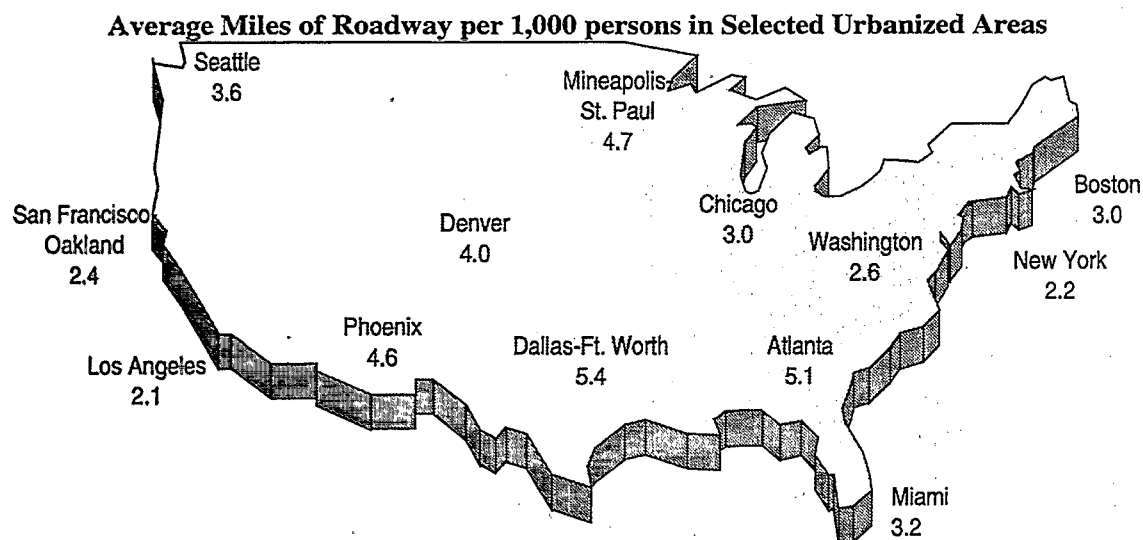 Average Miles of Roadway per 1,000 persons in Selected Urbanized Areas
Seattle
3.6
Mineapolis-
St. Paul
4.7
Boston
3.0
San Francisco
Oakland
2.4
Denver
4.0
Chicago
3.0
Washington
2.6
New York
2.2
Los Angeles
2.1
Phoenix
4.6
Dallas-Ft. Worth
5.4
Atlanta
5.1
Miami
3.2